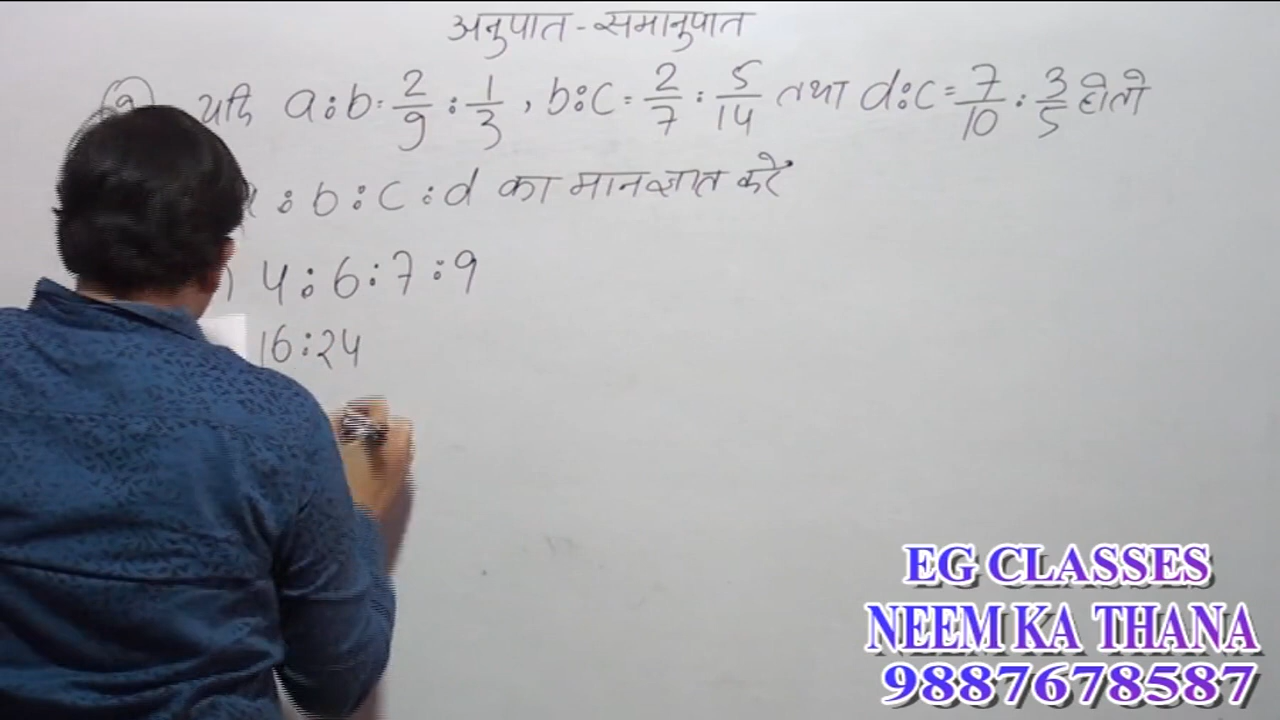 अनुपात - समानुपात
यदि a:b = 2/9 : 1/3 , b:c = 2/7 : 5/14 तथा d:c = 7/10 : 3/5 हो तो
: b : c : d का मान ज्ञात करें
) 4 : 6 : 7 : 9
16 : 24
EG CLASSES
NEEM KA THANA
9887678587